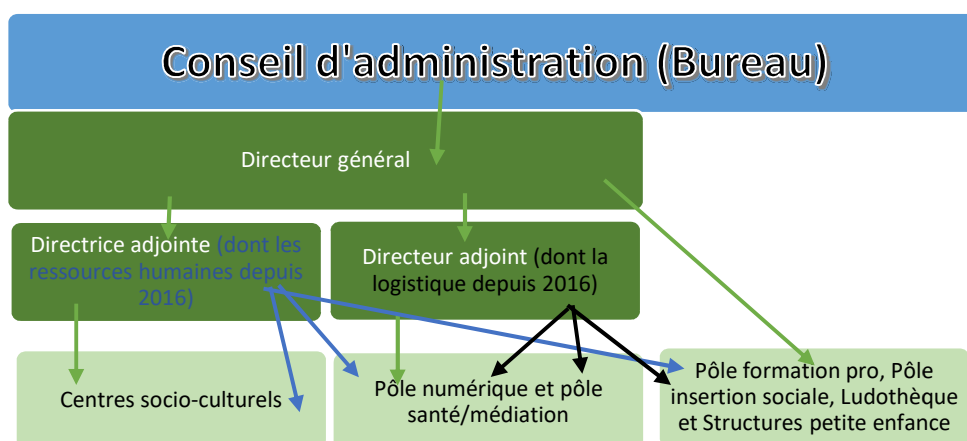 Conseil d'administration (Bureau)
Directeur général
Directrice adjointe (dont les
ressources humaines depuis
2016)
Directeur adjoint (dont la
logistique depuis 2016)
Centres socio-culturels
Pôle numérique et pôle
santé/médiation
Pôle formation pro, Pôle
insertion sociale, Ludothèque
et Structures petite enfance